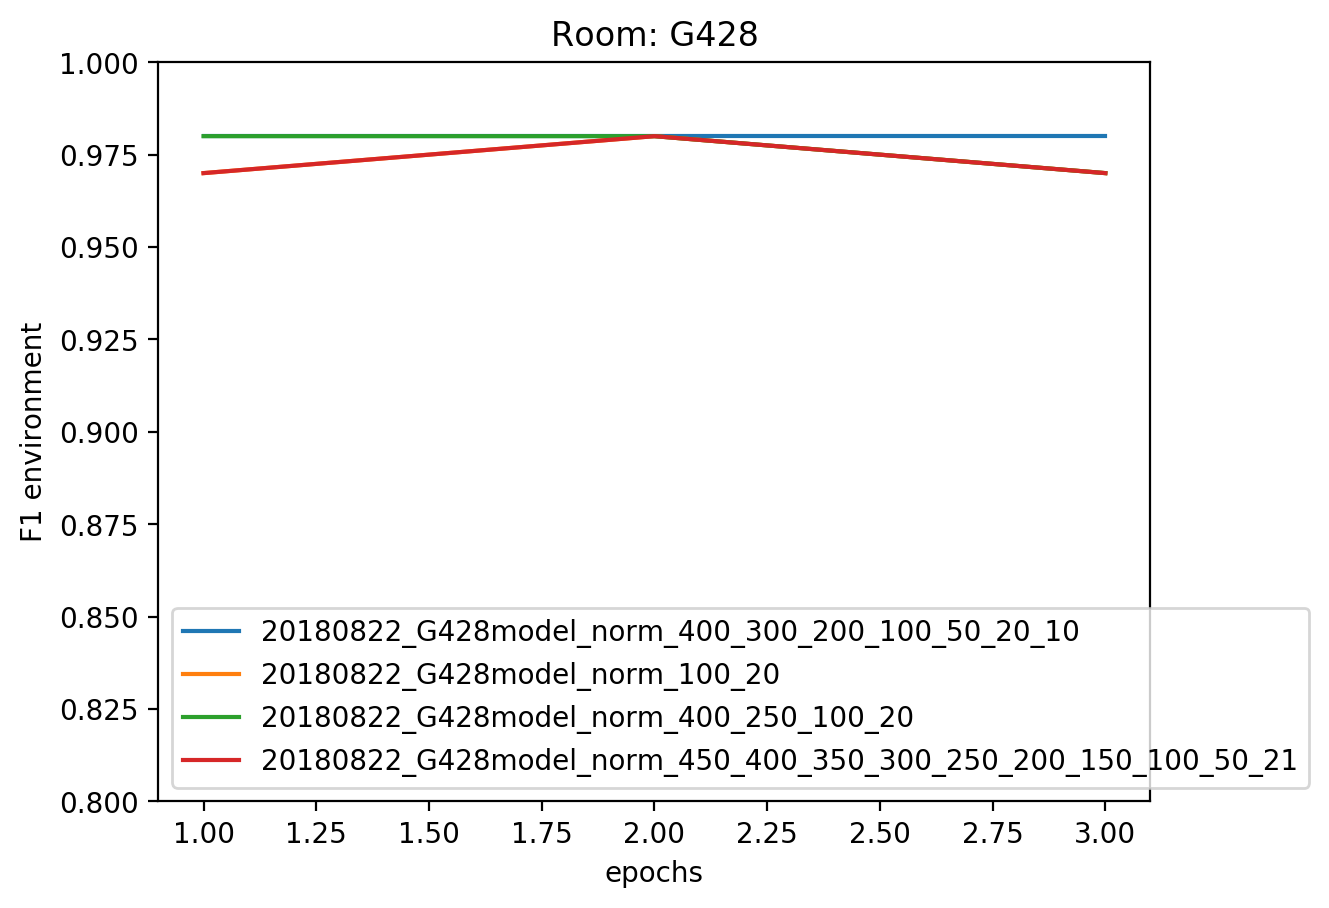 Room: G428
1.000
0.975
0.950
0.925
0.900
0.875
0.850
0.825
0.800
F1 environment
20180822_G428model_norm_400_300_200_100_50_20_10
20180822_G428model_norm_100_20
20180822_G428model_norm_400_250_100_20
20180822_G428model_norm_450_400_350_300_250_200_150_100_50_21
1.00 1.25 1.50 1.75 2.00 2.25 2.50 2.75 3.00
epochs